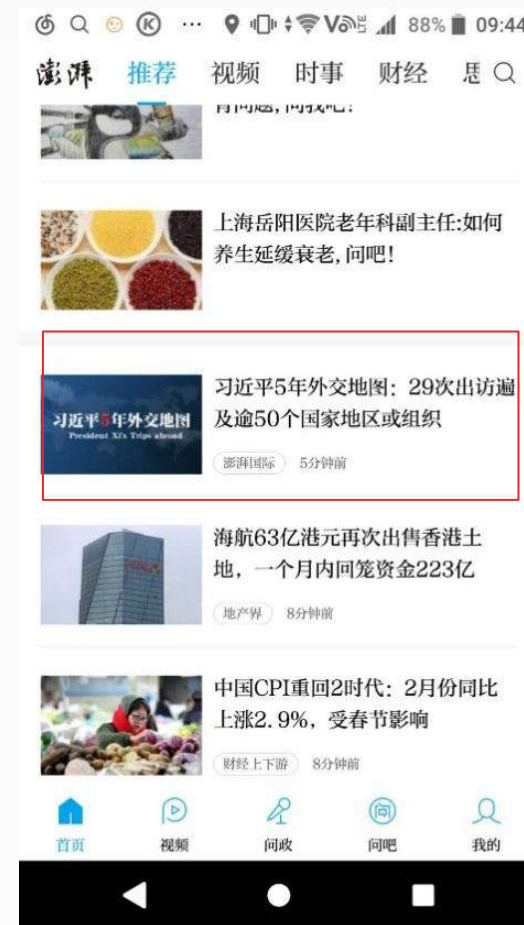 88% 09:44
澎湃 推荐 视频 时事 财经 思
有问题,问我吧!
上海岳阳医院老年科副主任:如何
养生延缓衰老,问吧!
习近平5年外交地图
President Xi's Trips abroad
习近平5年外交地图：29次出访遍
及逾50个国家地区或组织
澎湃国际 5分钟前
海航63亿港元再次出售香港土
地，一个月内回笼资金223亿
地产界 8分钟前
中国CPI重回2时代：2月份同比
上涨2.9%，受春节影响
财经上下游 8分钟前
首页 视频 问政 问吧 我的